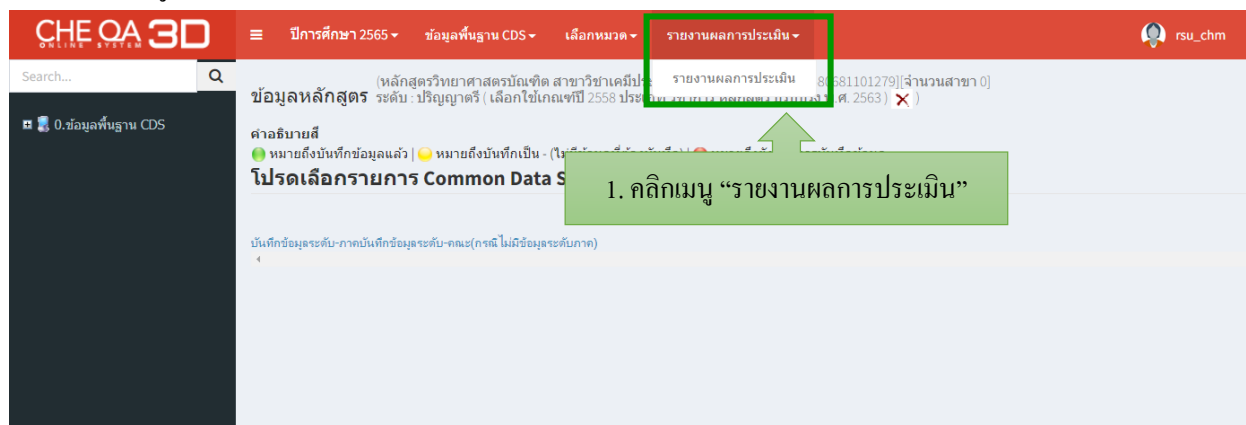 CHE QA 3D
ONLINE SYSTEM
ปีการศึกษา 2565 ข้อมูลพื้นฐาน CDS เลือกหมวด รายงานผลการประเมิน rsu_chm
Search...
รายงานผลการประเมิน
(หลักสูตรวิทยาศาสตรบัณฑิต สาขาวิชาเคมีประ 80681101279][จำนวนสาขา 0]
ข้อมูลหลักสูตร ระดับ : ปริญญาตรี ( เลือกใช้เกณฑ์ปี 2558 พ.ศ. 2563 ) )
0.ข้อมูลพื้นฐาน CDS
คำอธิบายสี
หมายถึงบันทึกข้อมูลแล้ว | หมายถึงบันทึกเป็น -
โปรดเลือกรายการ Common Data S
1. คลิกเมนู “รายงานผลการประเมิน”
บันทึกข้อมูลระดับ-ภาคบันทึกข้อมูลระดับ-คณะ(กรณีไม่มีข้อมูลระดับภาค)